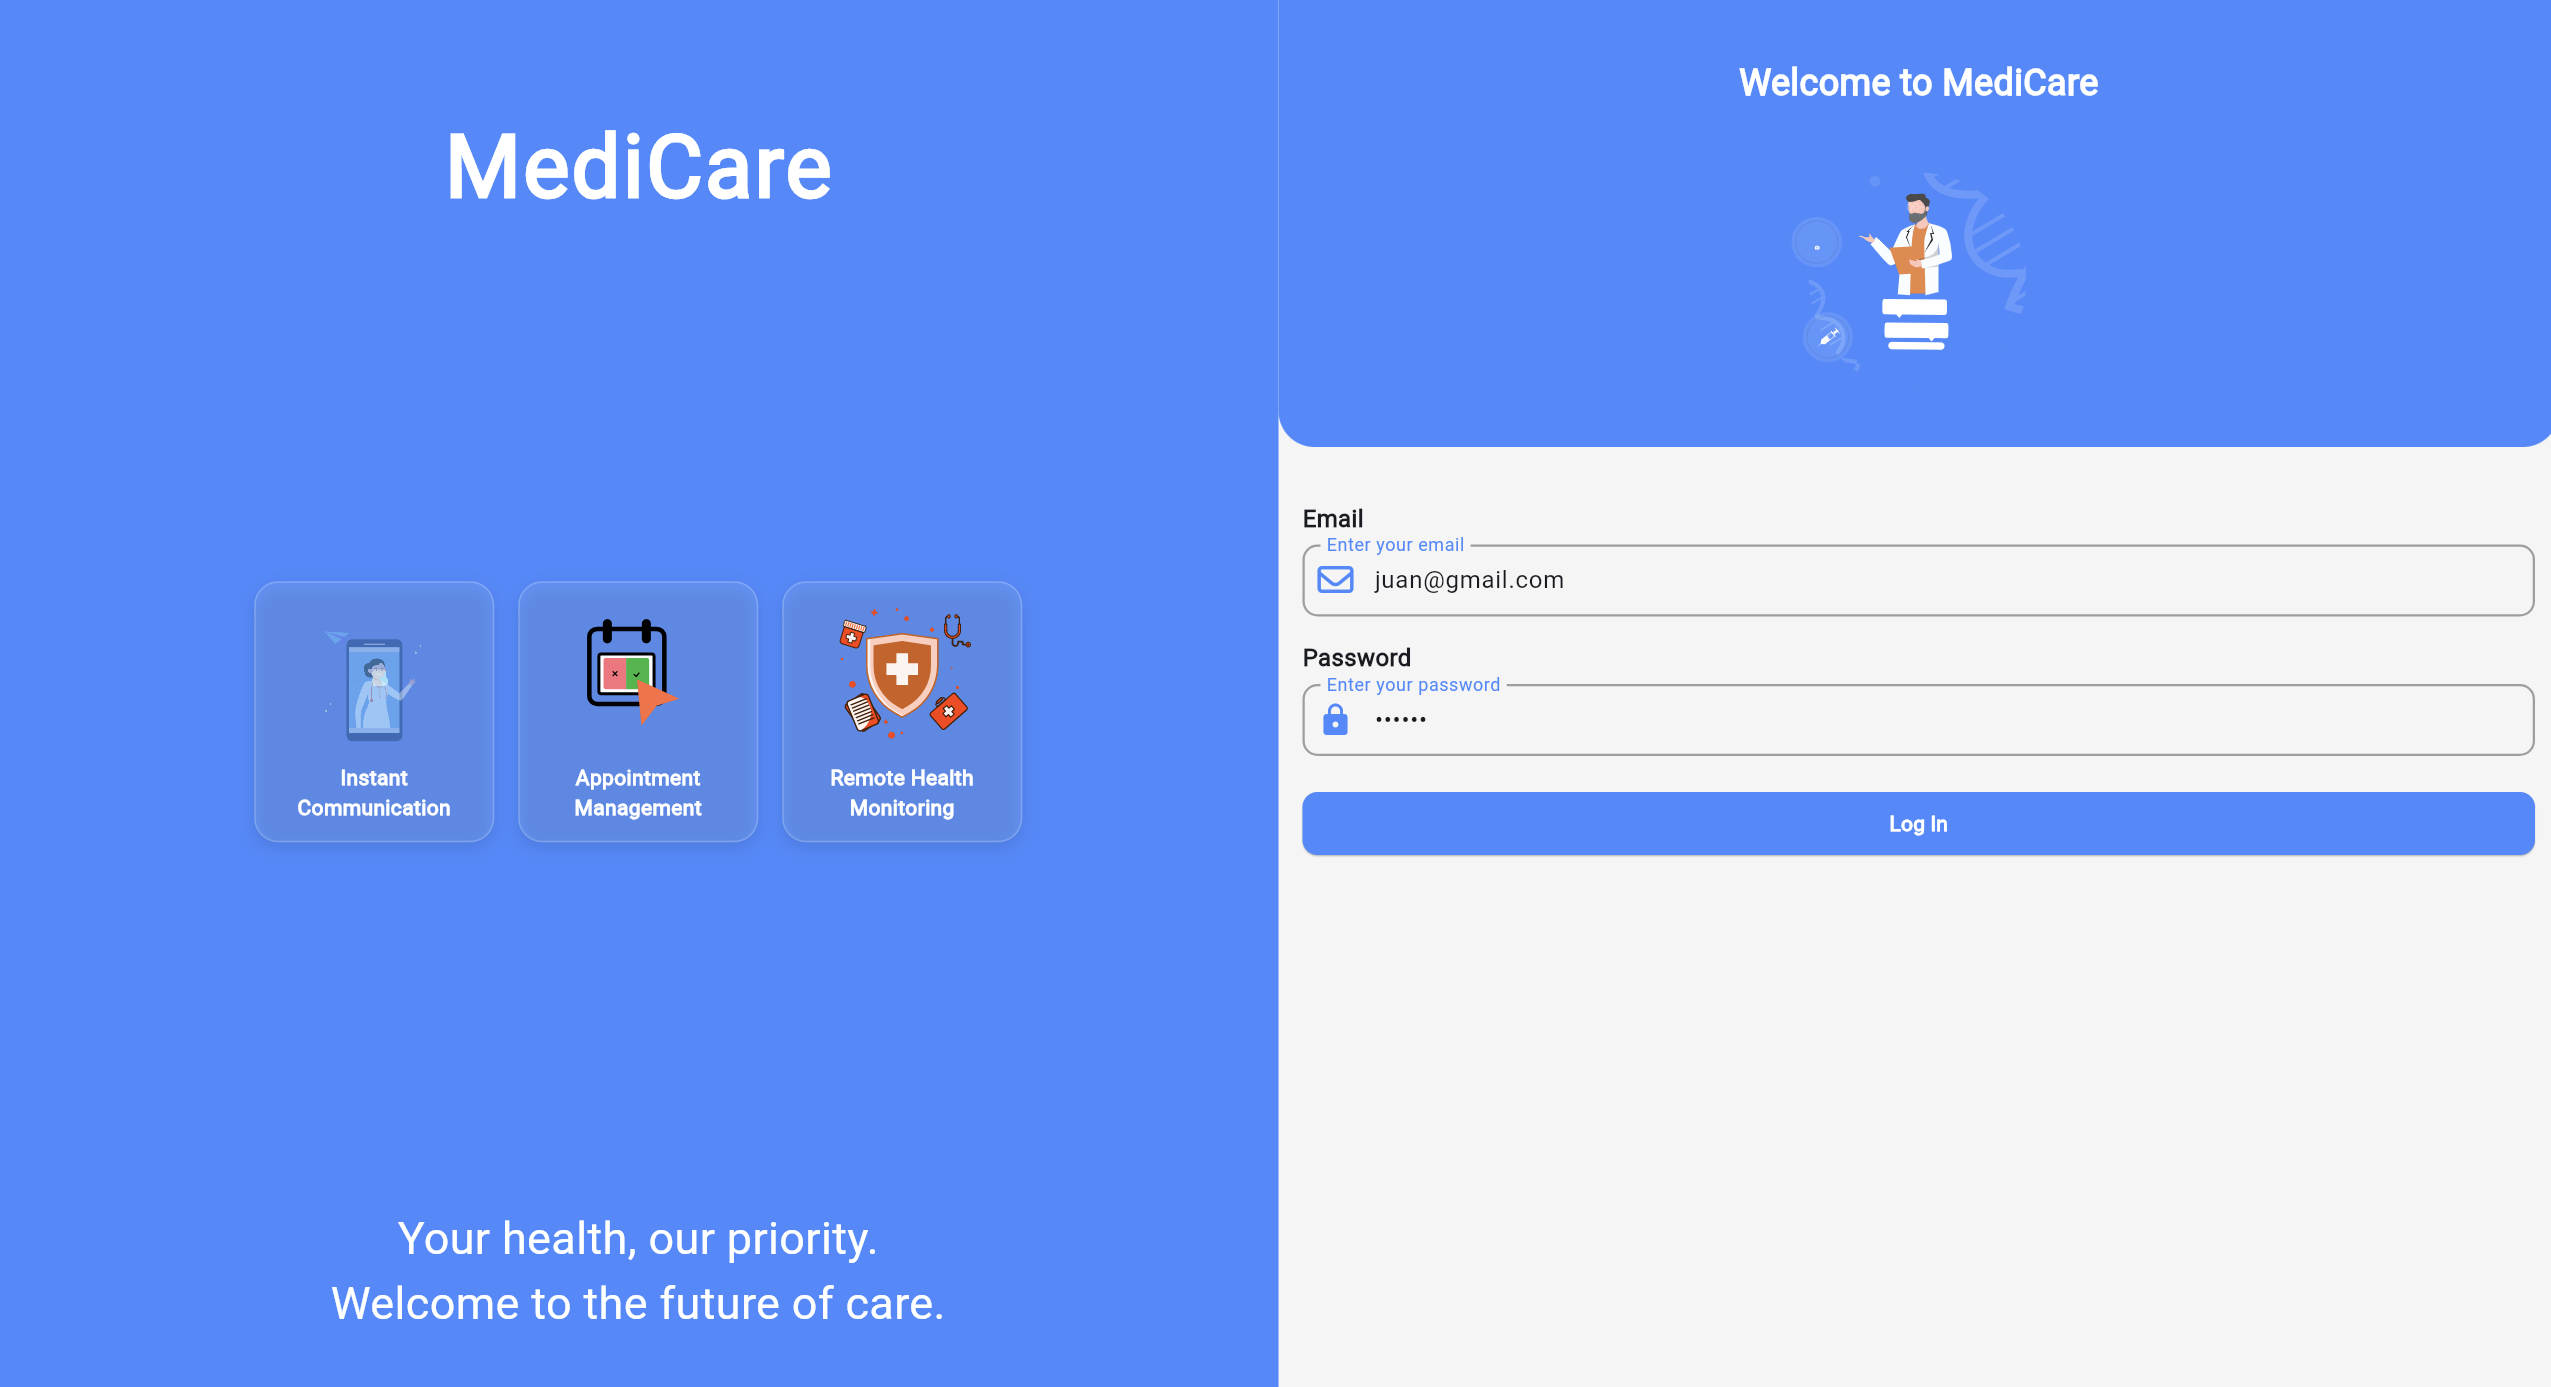 MediCare
Instant
Communication
Appointment
Management
Remote Health
Monitoring
Your health, our priority.
Welcome to the future of care.
Welcome to MediCare
Email
Enter your email
juan@gmail.com
Password
Enter your password
••••••
Log In